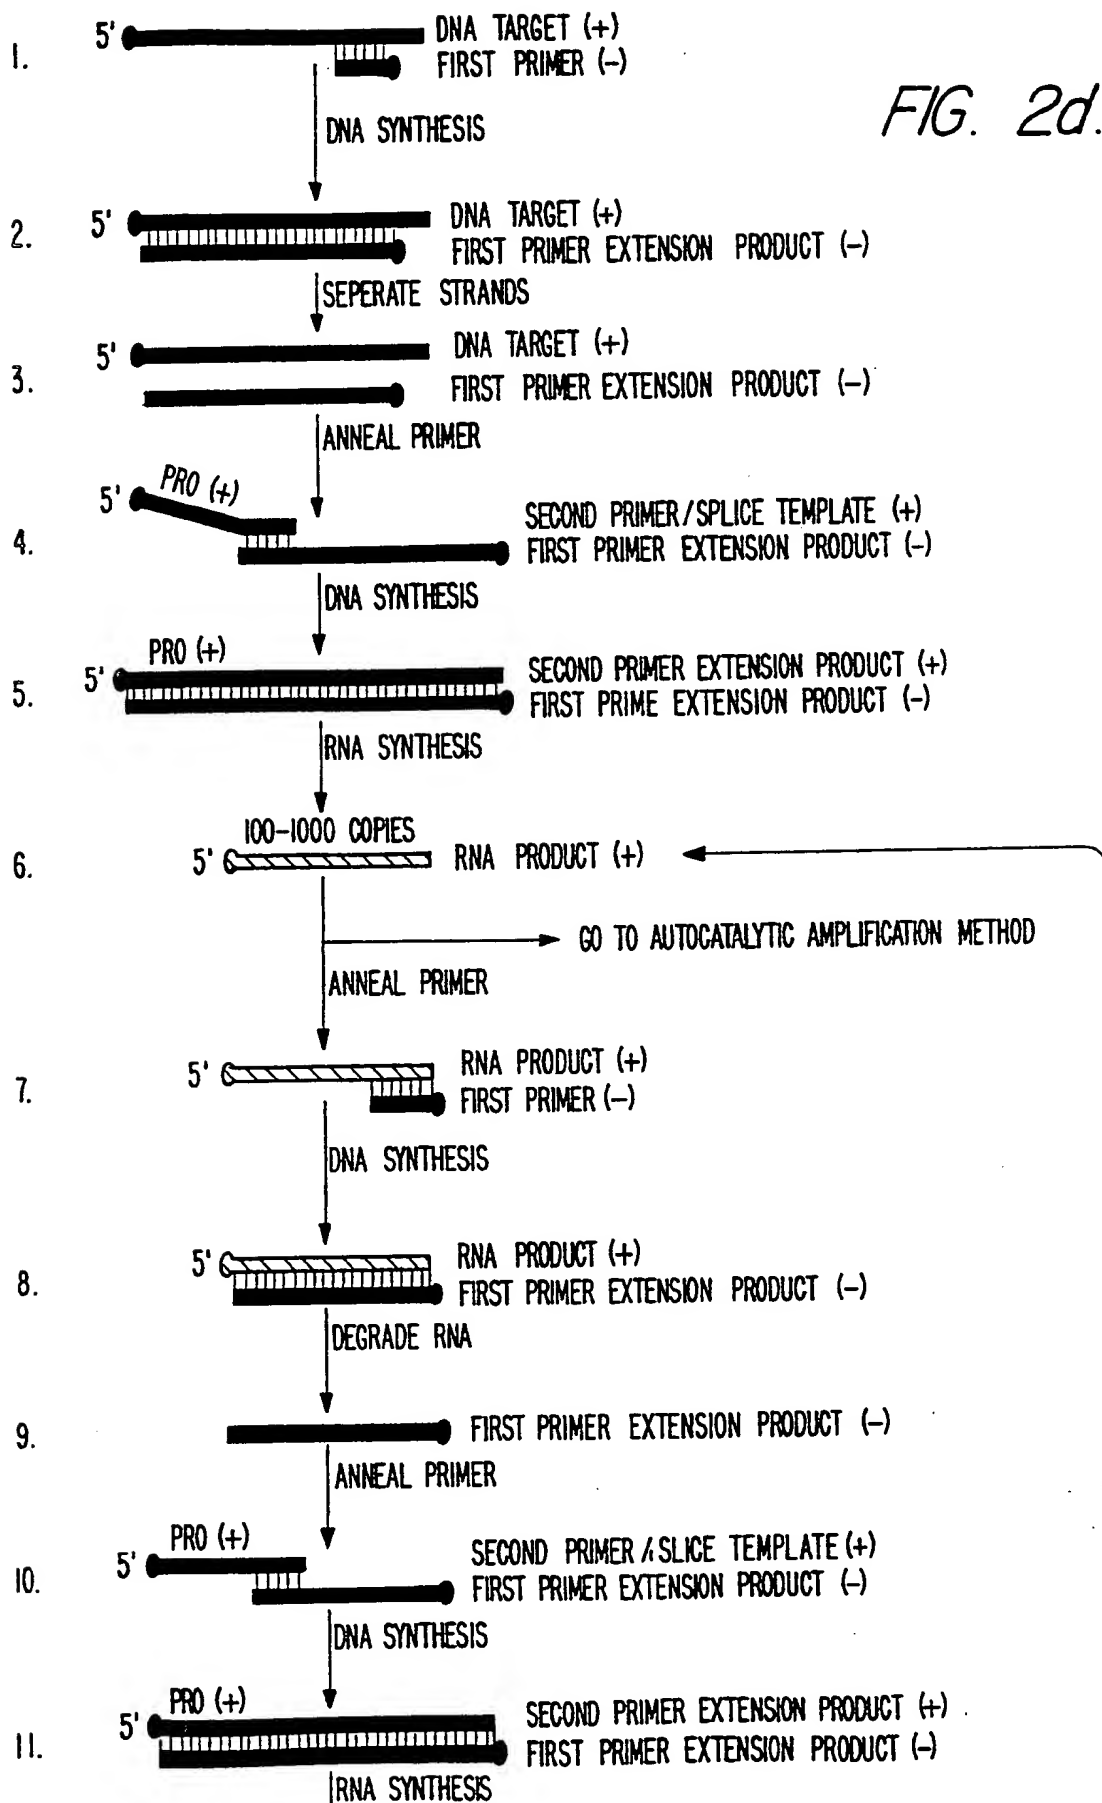 FIG. 2d.
1.
5'
DNA TARGET (+)
FIRST PRIMER (-)
DNA SYNTHESIS
2.
5'
DNA TARGET (+)
FIRST PRIMER EXTENSION PRODUCT (-)
SEPERATE STRANDS
3.
5'
DNA TARGET (+)
FIRST PRIMER EXTENSION PRODUCT (-)
ANNEAL PRIMER
4.
5'
PRO (+)
SECOND PRIMER/SPLICE TEMPLATE (+)
FIRST PRIMER EXTENSION PRODUCT (-)
DNA SYNTHESIS
5.
5'
PRO (+)
SECOND PRIMER EXTENSION PRODUCT (+)
FIRST PRIME EXTENSION PRODUCT (-)
RNA SYNTHESIS
6.
100-1000 COPIES
5'
RNA PRODUCT (+)
GO TO AUTOCATALYTIC AMPLIFICATION METHOD
ANNEAL PRIMER
7.
5'
RNA PRODUCT (+)
FIRST PRIMER (-)
DNA SYNTHESIS
8.
5'
RNA PRODUCT (+)
FIRST PRIMER EXTENSION PRODUCT (-)
DEGRADE RNA
9.
FIRST PRIMER EXTENSION PRODUCT (-)
ANNEAL PRIMER
10.
5'
PRO (+)
SECOND PRIMER / SLICE TEMPLATE (+)
FIRST PRIMER EXTENSION PRODUCT (-)
DNA SYNTHESIS
11.
5'
PRO (+)
SECOND PRIMER EXTENSION PRODUCT (+)
FIRST PRIMER EXTENSION PRODUCT (-)
RNA SYNTHESIS